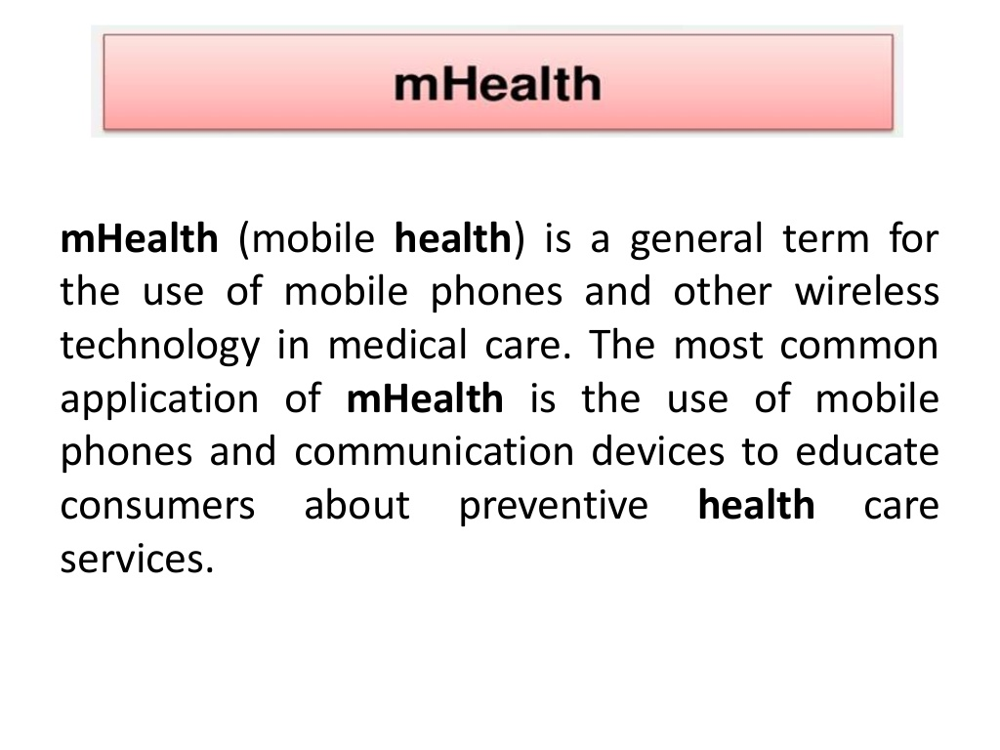 mHealth
mHealth (mobile health) is a general term for
the use of mobile phones and other wireless
technology in medical care. The most common
application of mHealth is the use of mobile
phones and communication devices to educate
consumers about preventive health care
services.